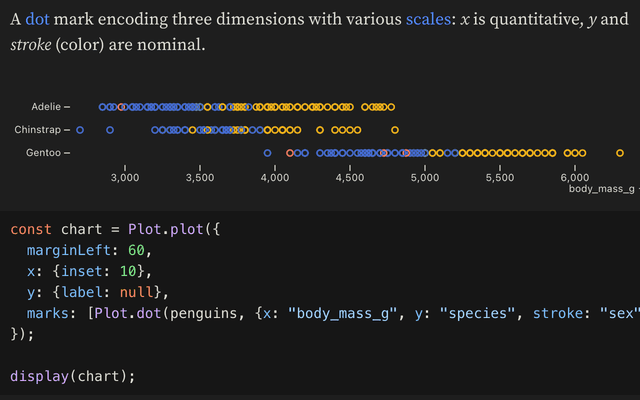 A dot mark encoding three dimensions with various scales: x is quantitative, y and
stroke (color) are nominal.
Adelie
Chinstrap
Gentoo
3,000 3,500 4,000 4,500 5,000 5,500 6,000
body_mass_g
const chart = Plot.plot({
  marginLeft: 60,
  x: {inset: 10},
  y: {label: null},
  marks: [Plot.dot(penguins, {x: "body_mass_g", y: "species", stroke: "sex"
});
display(chart);